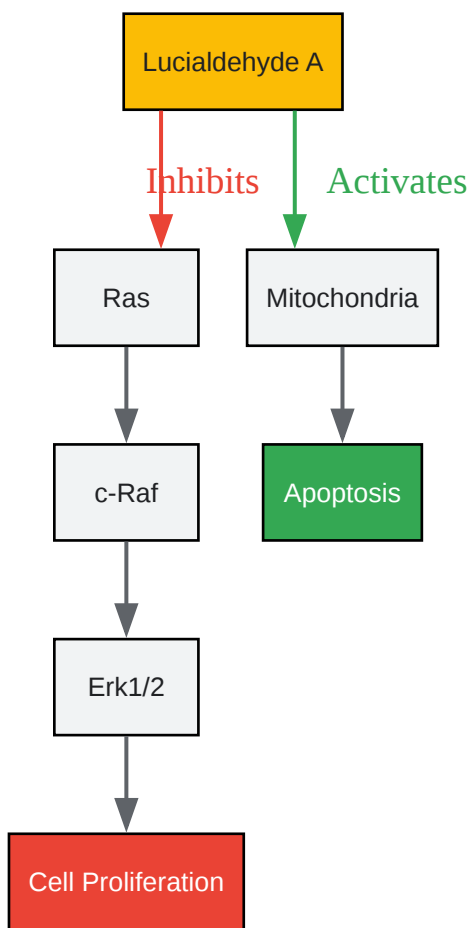 Lucialdehyde A
Inhibits
Activates
Ras
Mitochondria
c-Raf
Apoptosis
Erk1/2
Cell Proliferation